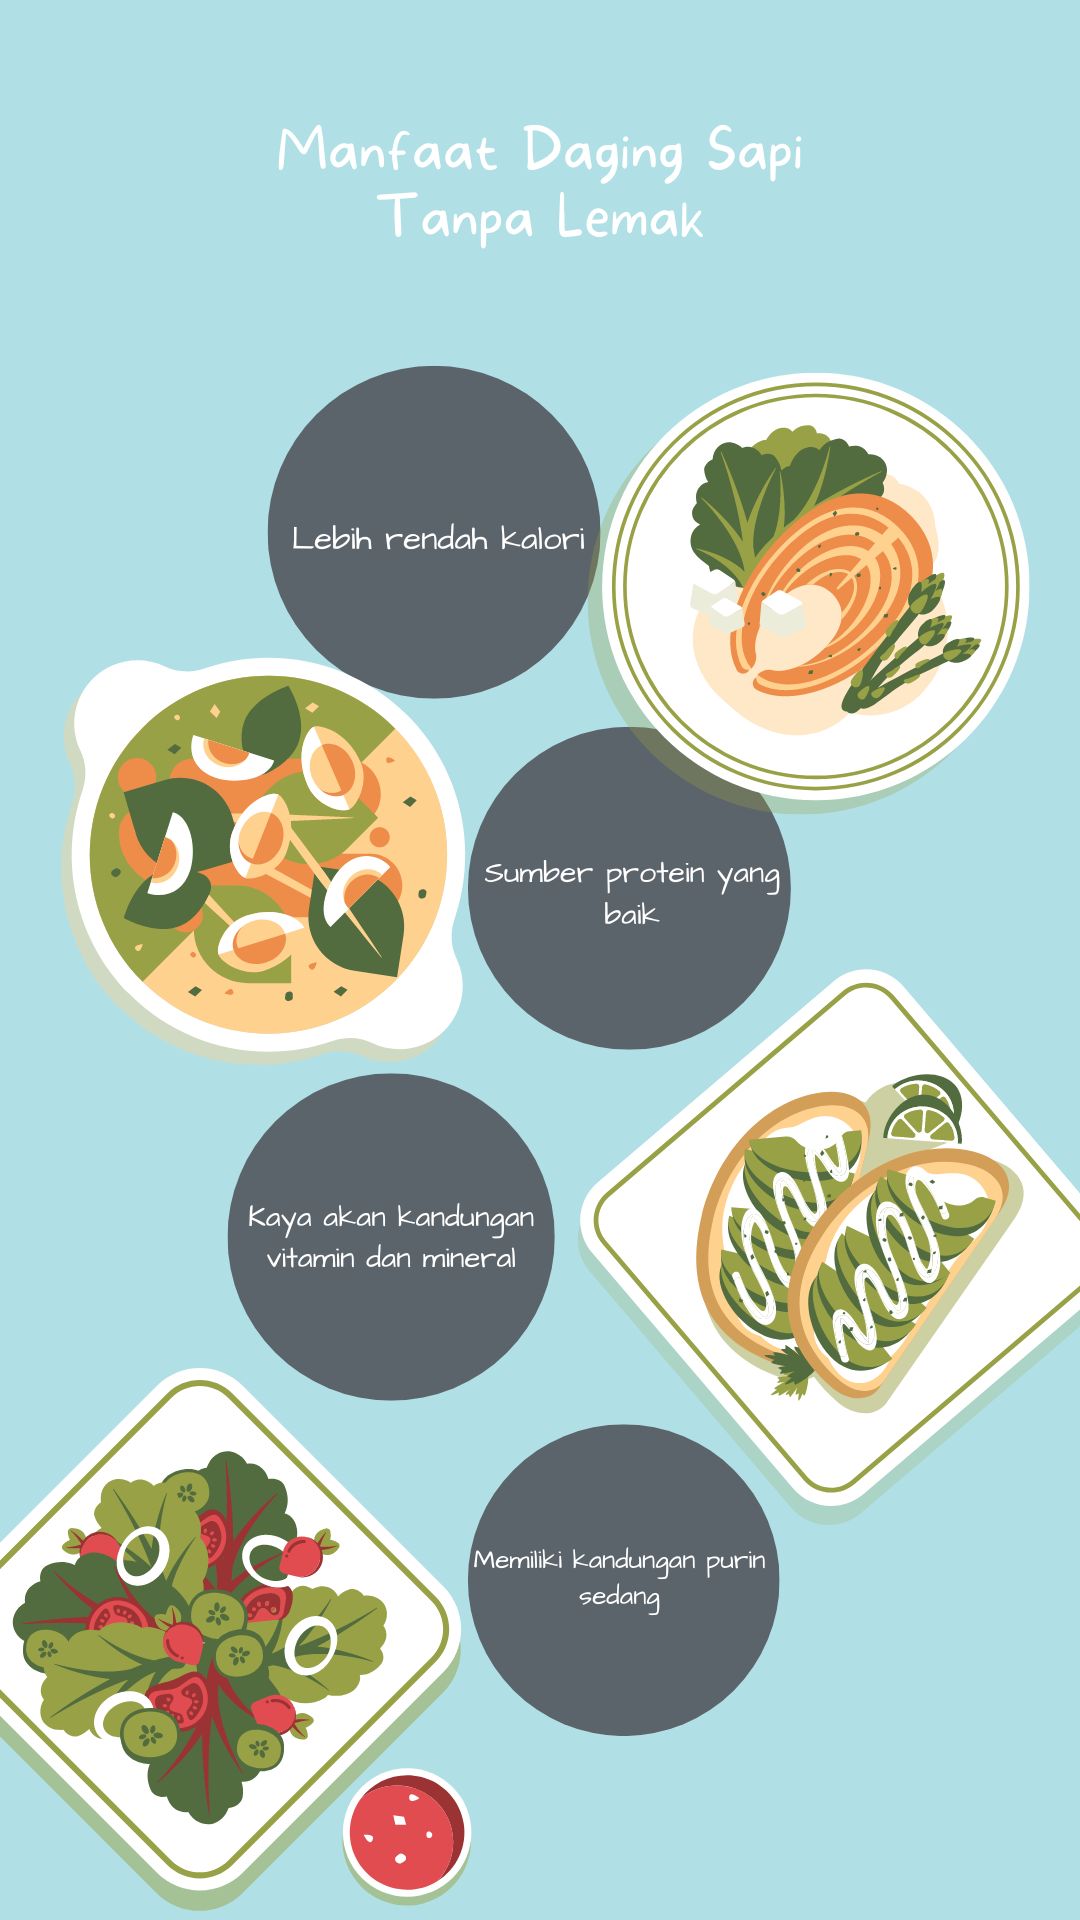 Manfaat Daging Sapi
Tanpa Lemak
Lebih rendah kalori
Sumber protein yang
baik
Kaya akan kandungan
vitamin dan mineral
Memiliki kandungan purin
sedang